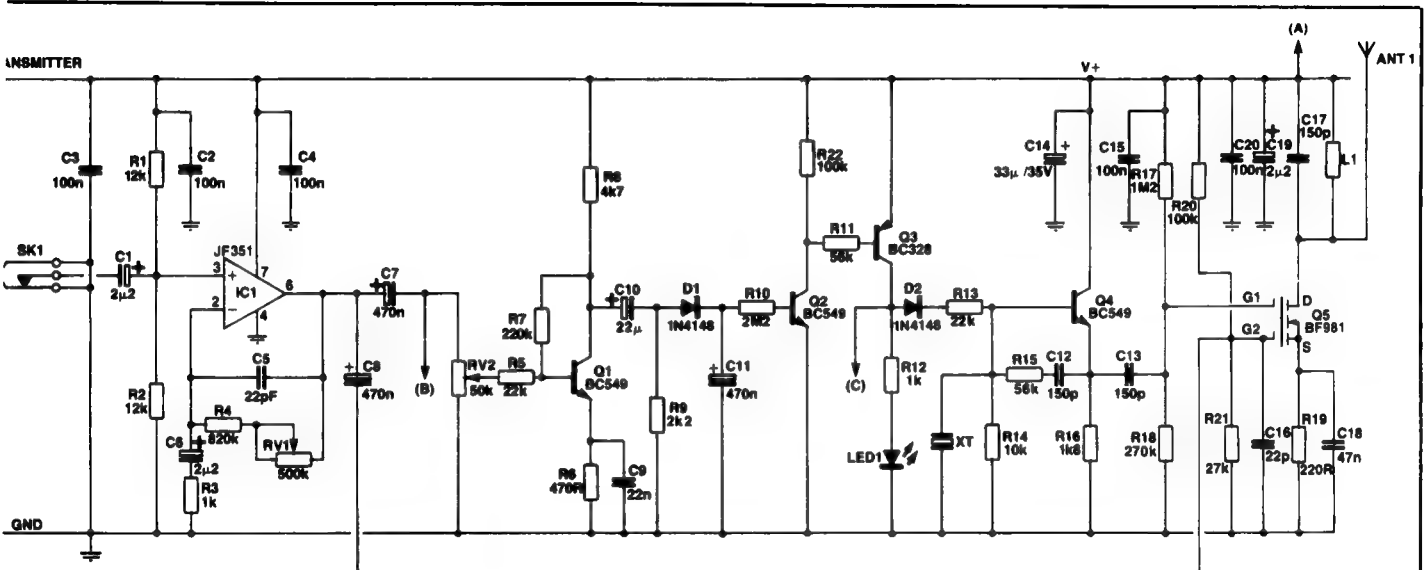 ANSMITTER
(A)
ANT 1
V+
C3
100n
R1
12k
C2
100n
C4
100n
R8
4k7
R22
100k
C14
+
33µ /35V
C15
100n
R17
1M2
R20
100k
C20
100n
+
C19
2µ2
C17
150p
L1
SK1
C1
+
2µ2
JF351
3
+
7
IC1
6
2
-
4
+
C7
470n
R11
56k
Q3
BC328
R7
220k
+
C10
22µ
D1
1N4148
R10
2M2
Q2
BC549
D2
1N4148
R13
22k
Q4
BC549
G1
G2
D
S
Q5
BF981
C5
22pF
+
C8
470n
(B)
RV2
50k
R5
22k
Q1
BC549
+
C11
470n
(C)
R12
1k
R15
56k
C12
150p
C13
150p
R2
12k
R4
820k
RV1
500k
C6
+
2µ2
R3
1k
R9
2k2
R6
470R
C9
22n
LED1
XT
R14
10k
R16
1k8
R18
270k
R21
27k
C16
22p
R19
220R
C18
47n
GND